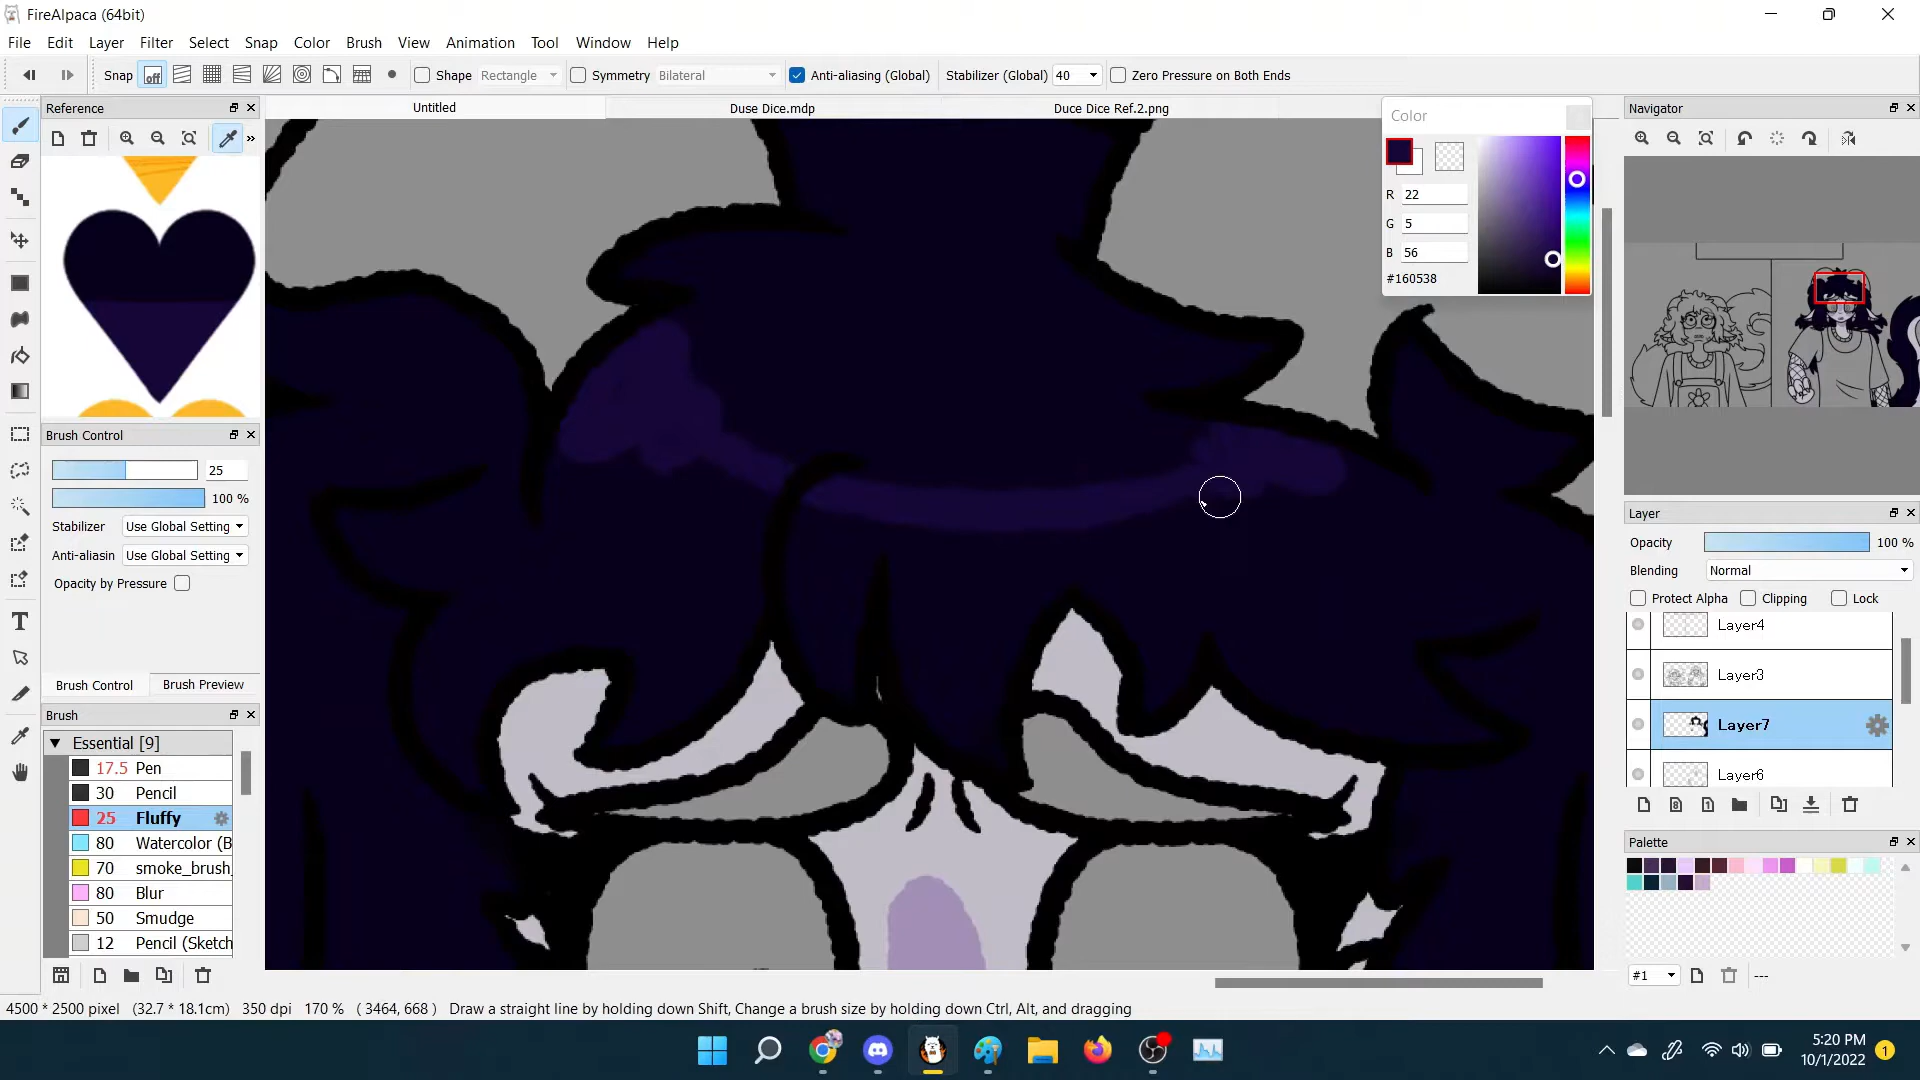 FireAlpaca (64bit)
File Edit Layer Filter Select Snap Color Brush View Animation Tool Window Help
Snap off Shape Rectangle Symmetry Bilateral Anti-aliasing (Global) Stabilizer (Global) 40 Zero Pressure on Both Ends
Reference
Untitled Duse Dice.mdp Duce Dice Ref.2.png
Color
R 22
G 5
B 56
#160538
Navigator
Brush Control
25
100 %
Stabilizer Use Global Setting
Anti-aliasin Use Global Setting
Opacity by Pressure
Brush Control Brush Preview
Brush
Essential [9]
17.5 Pen
30 Pencil
25 Fluffy
80 Watercolor (B
70 smoke_brush_
80 Blur
50 Smudge
12 Pencil (Sketch
Layer
Opacity 100 %
Blending Normal
Protect Alpha Clipping Lock
Layer4
Layer3
Layer7
Layer6
Palette
#1 ---
4500 * 2500 pixel (32.7 * 18.1cm) 350 dpi 170 % ( 3464, 668 ) Draw a straight line by holding down Shift, Change a brush size by holding down Ctrl, Alt, and dragging
5:20 PM
10/1/2022
1